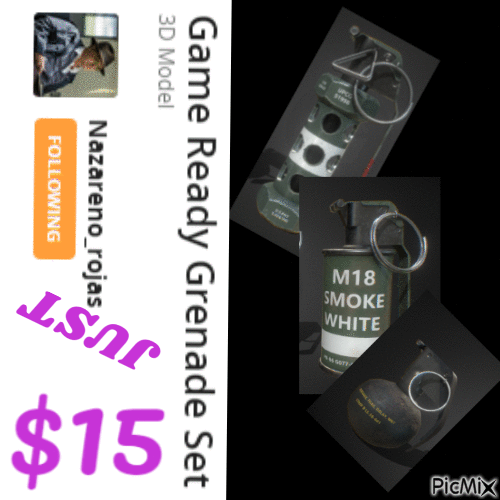 Game Ready Grenade Set
3D Model
Nazareno_rojas
FOLLOWING
JUST
$15
M18
SMOKE
WHITE
PicMix